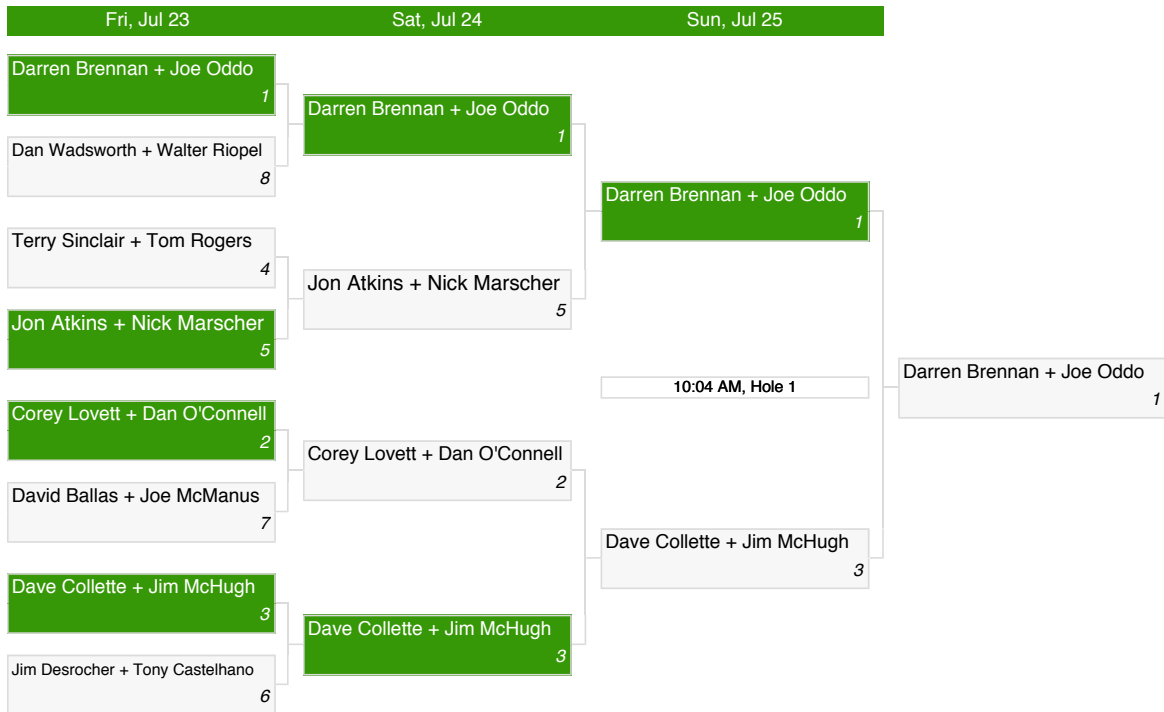 Fri, Jul 23
Sat, Jul 24
Sun, Jul 25
Darren Brennan + Joe Oddo
1
Dan Wadsworth + Walter Riopel
8
Terry Sinclair + Tom Rogers
4
Jon Atkins + Nick Marscher
5
Corey Lovett + Dan O'Connell
2
David Ballas + Joe McManus
7
Dave Collette + Jim McHugh
3
Jim Desrocher + Tony Castelhano
6
Darren Brennan + Joe Oddo
1
Jon Atkins + Nick Marscher
5
Corey Lovett + Dan O'Connell
2
Dave Collette + Jim McHugh
3
Darren Brennan + Joe Oddo
1
10:04 AM, Hole 1
Dave Collette + Jim McHugh
3
Darren Brennan + Joe Oddo
1